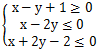 x − y + 1 ≥ 0
x − 2y ≤ 0
x + 2y − 2 ≤ 0